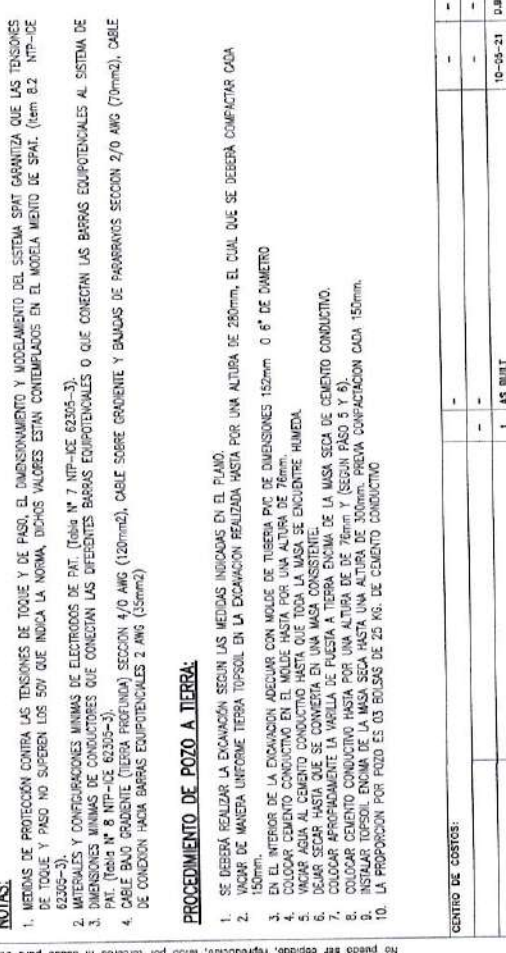 NOTAS:
1. MEDIDAS DE PROTECCIÓN CONTRA LAS TENSIONES DE TOQUE Y DE PASO, EL DIMENSIONAMIENTO Y MODELAMIENTO DEL SISTEMA SPAT GARANTIZA QUE LAS TENSIONES
DE TOQUE Y PASO NO SUPEREN LOS 50V QUE INDICA LA NORMA, DICHOS VALORES ESTAN CONTEMPLADOS EN EL MODELA MIENTO DE SPAT. (Item 8.2 NTP-ICE
62305-3).
2. MATERIALES Y CONFIGURACIONES MINIMAS DE ELECTRODOS DE PAT. (Tabla N° 7 NTP-ICE 62305-3).
3. DIMENSIONES MINIMAS DE CONDUCTORES QUE CONECTAN LAS DIFERENTES BARRAS EQUIPOTENCIALES O QUE CONECTAN LAS BARRAS EQUIPOTENCIALES AL SISTEMA DE
PAT. (Tabla N° 8 NTP-ICE 62305-3).
4. CABLE BAJO GRADIENTE (TIERRA PROFUNDA) SECCION 4/0 AWG (120mm2), CABLE SOBRE GRADIENTE Y BAJADAS DE PARARRAYOS SECCION 2/0 AWG (70mm2), CABLE
DE CONEXIÓN HACIA BARRAS EQUIPOTENCIALES 2 AWG (35mm2)
PROCEDIMIENTO DE POZO A TIERRA:
1. SE DEBERÁ REALIZAR LA EXCAVACIÓN SEGUN LAS MEDIDAS INDICADAS EN EL PLANO.
2. VACIAR DE MANERA UNIFORME TIERRA TOPSOIL EN LA EXCAVACION REALIZADA HASTA POR UNA ALTURA DE 280mm, EL CUAL QUE SE DEBERÁ COMPACTAR CADA
150mm.
3. EN EL INTERIOR DE LA EXCAVACION ADECUAR CON MOLDE DE TUBERIA PVC DE DIMENSIONES 152mm O 6" DE DIAMETRO
4. COLOCAR CEMENTO CONDUCTIVO EN EL MOLDE HASTA POR UNA ALTURA DE 76mm.
5. VACIAR AGUA AL CEMENTO CONDUCTIVO HASTA QUE TODA LA MASA SE ENCUENTRE HUMEDA.
6. DEJAR SECAR HASTA QUE SE CONVIERTA EN UNA MASA CONSISTENTE.
7. COLOCAR APROPIADAMENTE LA VARILLA DE PUESTA A TIERRA ENCIMA DE LA MASA SECA DE CEMENTO CONDUCTIVO.
8. COLOCAR CEMENTO CONDUCTIVO HASTA POR UNA ALTURA DE DE 76mm Y (SEGUN PASO 5 Y 6).
9. INSTALAR TOPSOIL ENCIMA DE LA MASA SECA HASTA UNA ALTURA DE 300mm. PREVIA COMPACTACION CADA 150mm.
10. LA PROPORCION POR POZO ES 03 BOLSAS DE 25 KG. DE CEMENTO CONDUCTIVO
CENTRO DE COSTOS:
- - - -
- - - -
1 AS BUILT 10-05-21